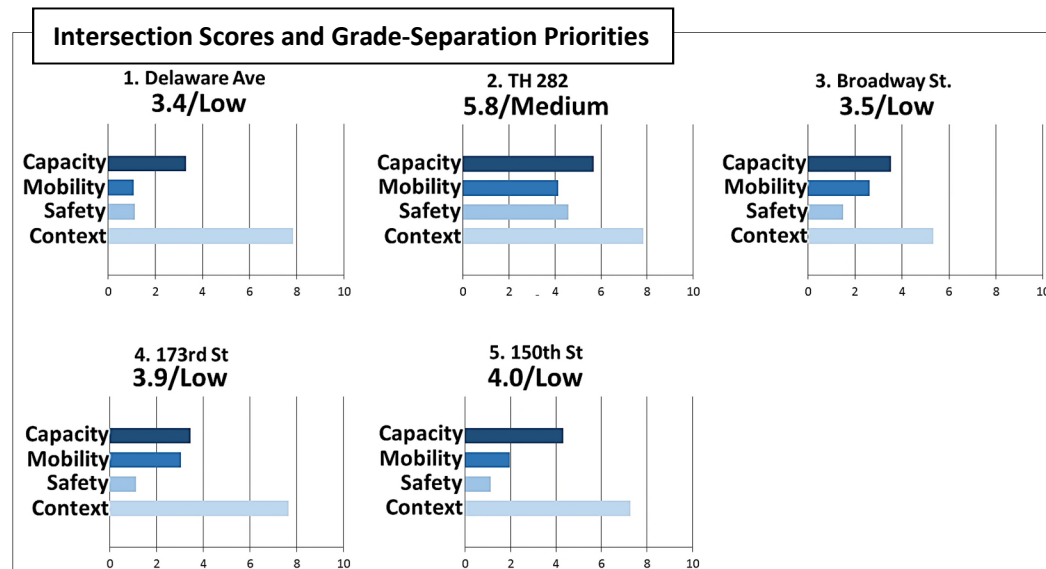 Intersection Scores and Grade-Separation Priorities
1. Delaware Ave
3.4/Low
Capacity
Mobility
Safety
Context
0 2 4 6 8 10
2. TH 282
5.8/Medium
Capacity
Mobility
Safety
Context
0 2 4 6 8 10
3. Broadway St.
3.5/Low
Capacity
Mobility
Safety
Context
0 2 4 6 8 10
4. 173rd St
3.9/Low
Capacity
Mobility
Safety
Context
0 2 4 6 8 10
5. 150th St
4.0/Low
Capacity
Mobility
Safety
Context
0 2 4 6 8 10